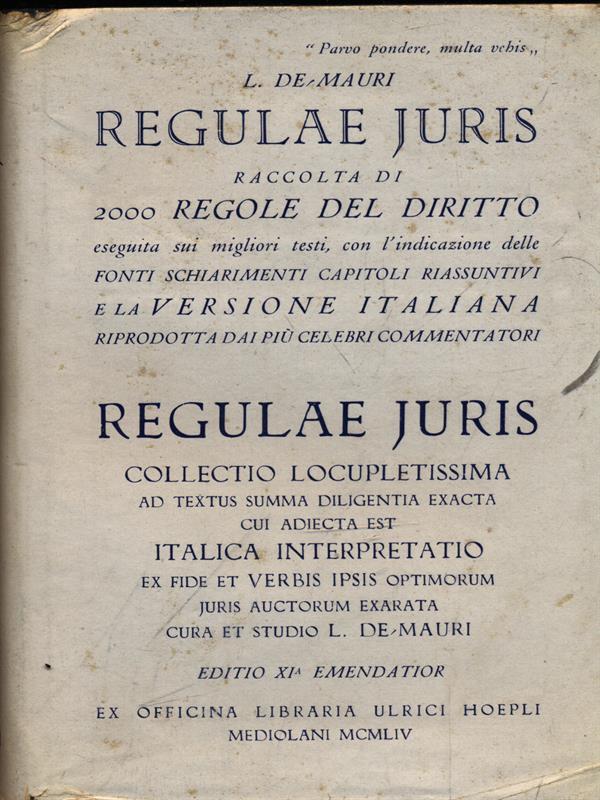 “ Parvo pondere, multa vehis „
L. DE-MAURI
REGULAE JURIS
RACCOLTA DI
2000 REGOLE DEL DIRITTO
eseguita sui migliori testi, con l'indicazione delle
FONTI SCHIARIMENTI CAPITOLI RIASSUNTIVI
E LA VERSIONE ITALIANA
RIPRODOTTA DAI PIÙ CELEBRI COMMENTATORI
REGULAE JURIS
COLLECTIO LOCUPLETISSIMA
AD TEXTUS SUMMA DILIGENTIA EXACTA
CUI ADIECTA EST
ITALICA INTERPRETATIO
EX FIDE ET VERBIS IPSIS OPTIMORUM
JURIS AUCTORUM EXARATA
CURA ET STUDIO L. DE-MAURI
EDITIO XIᴬ EMENDATIOR
EX OFFICINA LIBRARIA ULRICI HOEPLI
MEDIOLANI MCMLIV